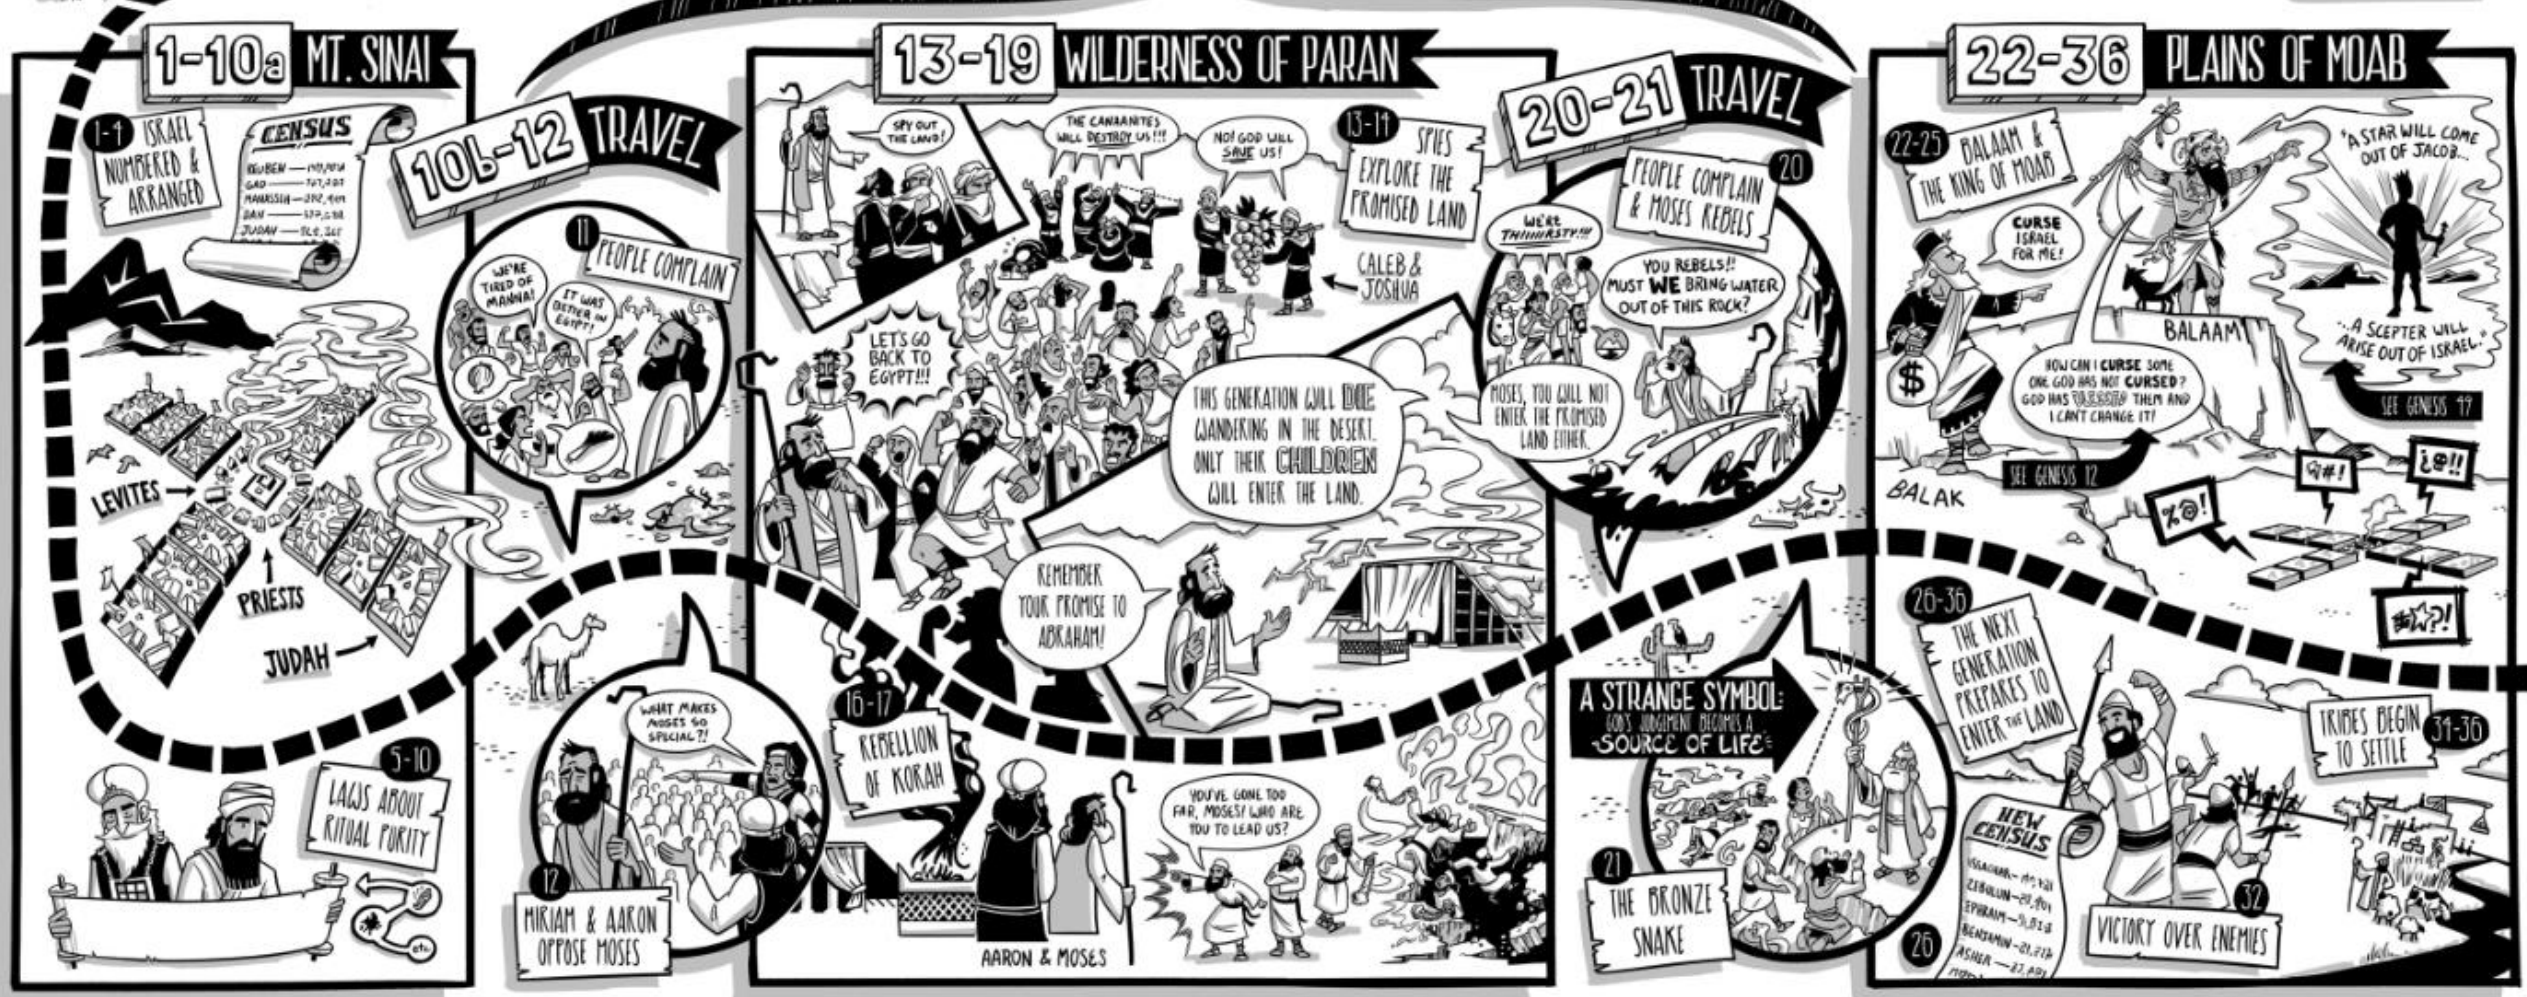 1-10a MT. SINAI
1-4 ISRAEL
NUMBERED &
ARRANGED
CENSUS
REUBEN
GAD
MANASSEH
DAN
JUDAH
LEVITES
PRIESTS
JUDAH
5-10
LAWS ABOUT
RITUAL PURITY
etc.
10b-12 TRAVEL
11
PEOPLE COMPLAIN
WE'RE
TIRED OF
MANNA!
IT WAS
BETTER IN
EGYPT!
WHAT MAKES
MOSES SO
SPECIAL?!
12
MIRIAM & AARON
OPPOSE MOSES
13-19 WILDERNESS OF PARAN
SPY OUT
THE LAND!
THE CANAANITES
WILL DESTROY US!!!
NO! GOD WILL
SAVE US!
13-14
SPIES
EXPLORE THE
PROMISED LAND
CALEB &
JOSHUA
LET'S GO
BACK TO
EGYPT!!!
THIS GENERATION WILL DIE
WANDERING IN THE DESERT.
ONLY THEIR CHILDREN
WILL ENTER THE LAND.
REMEMBER
YOUR PROMISE TO
ABRAHAM!
16-17
REBELLION
OF KORAH
AARON & MOSES
YOU'VE GONE TOO
FAR, MOSES! WHO ARE
YOU TO LEAD US?
20-21 TRAVEL
20
PEOPLE COMPLAIN
& MOSES REBELS
WE'RE
THIIIIIRSTY!!!
YOU REBELS!!
MUST WE BRING WATER
OUT OF THIS ROCK?
MOSES, YOU WILL NOT
ENTER THE PROMISED
LAND EITHER.
A STRANGE SYMBOL:
GOD'S JUDGEMENT BECOMES A
SOURCE OF LIFE
21
THE BRONZE
SNAKE
22-36 PLAINS OF MOAB
22-25
BALAAM &
THE KING OF MOAB
CURSE
ISRAEL
FOR ME!
$
BALAK
BALAAM
HOW CAN I CURSE SOME
ONE GOD HAS NOT CURSED?
GOD HAS BLESSED THEM AND
I CAN'T CHANGE IT!
SEE GENESIS 12
"A STAR WILL COME
OUT OF JACOB...
...A SCEPTER WILL
ARISE OUT OF ISRAEL."
SEE GENESIS 49
26-36
THE NEXT
GENERATION
PREPARES TO
ENTER THE LAND
NEW
CENSUS
ISSACHAR
ZEBULUN
EPHRAIM
BENJAMIN
ASHER
26
32
VICTORY OVER ENEMIES
TRIBES BEGIN
TO SETTLE
34-36